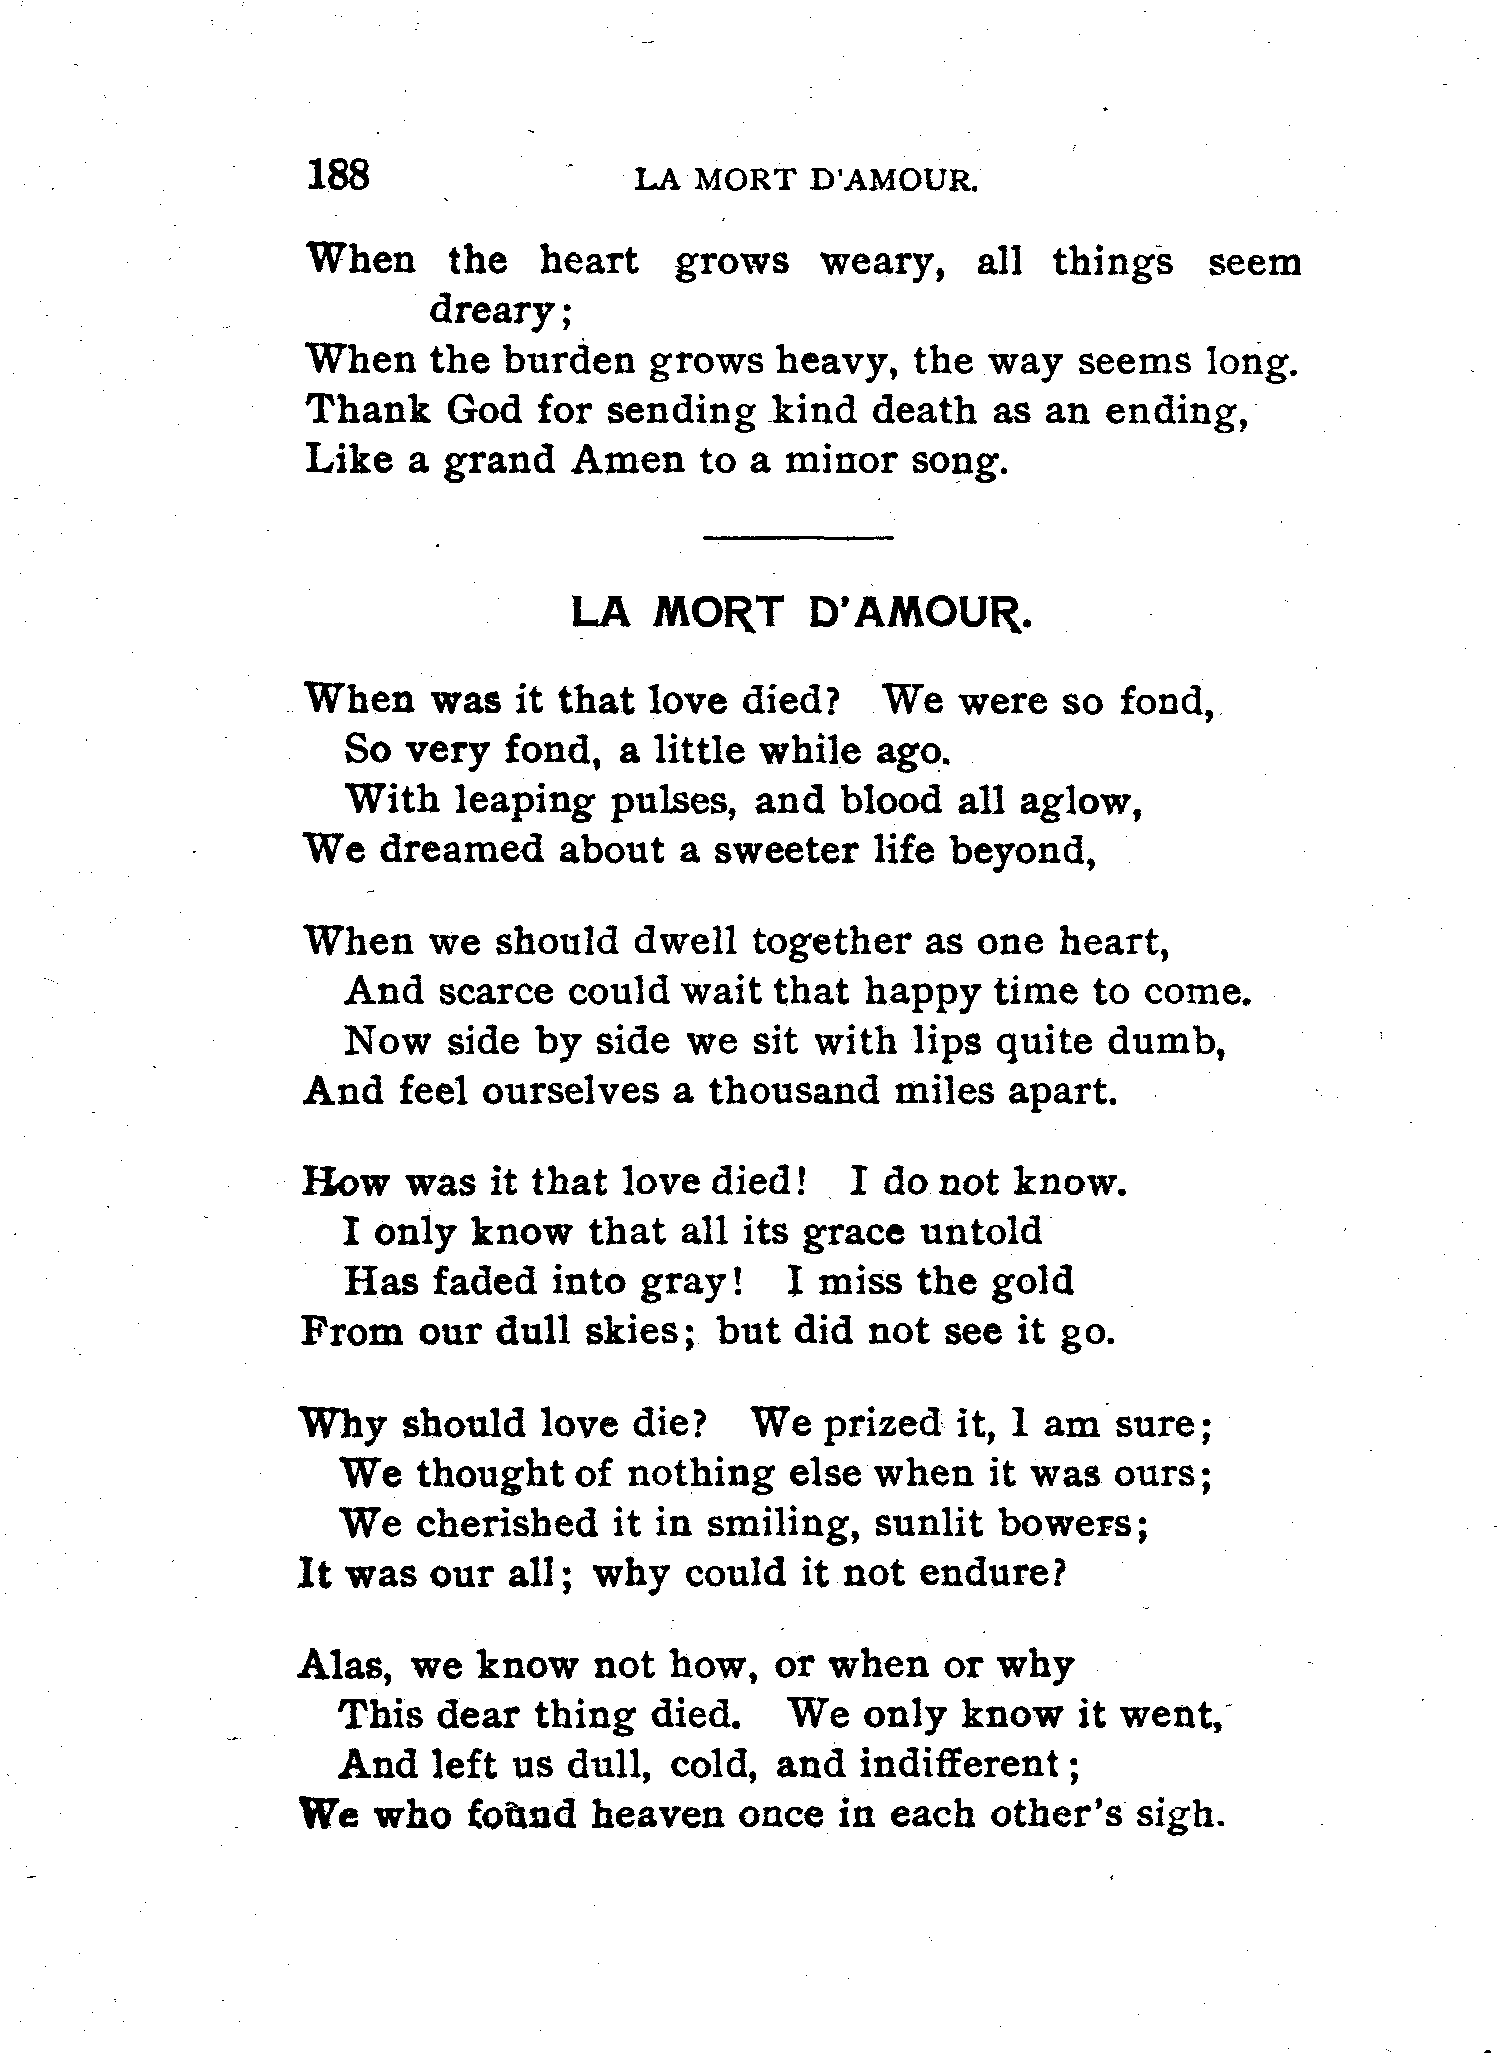 188 LA MORT D'AMOUR.
When the heart grows weary, all things seem
dreary;
When the burden grows heavy, the way seems long.
Thank God for sending kind death as an ending,
Like a grand Amen to a minor song.
LA MORT D'AMOUR.
When was it that love died? We were so fond,
So very fond, a little while ago.
With leaping pulses, and blood all aglow,
We dreamed about a sweeter life beyond,
When we should dwell together as one heart,
And scarce could wait that happy time to come.
Now side by side we sit with lips quite dumb,
And feel ourselves a thousand miles apart.
How was it that love died! I do not know.
I only know that all its grace untold
Has faded into gray! I miss the gold
From our dull skies; but did not see it go.
Why should love die? We prized it, I am sure;
We thought of nothing else when it was ours;
We cherished it in smiling, sunlit bowers;
It was our all; why could it not endure?
Alas, we know not how, or when or why
This dear thing died. We only know it went,
And left us dull, cold, and indifferent;
We who found heaven once in each other's sigh.